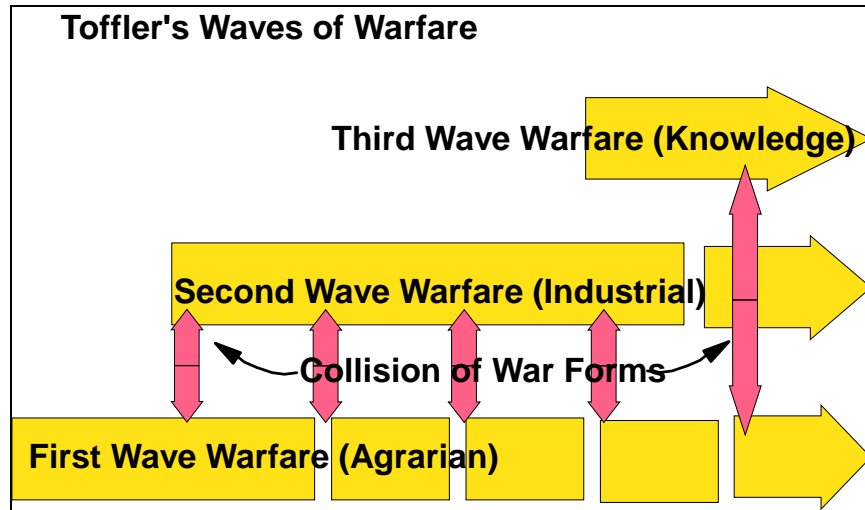 Toffler's Waves of Warfare
Third Wave Warfare (Knowledge)
Second Wave Warfare (Industrial)
Collision of War Forms
First Wave Warfare (Agrarian)